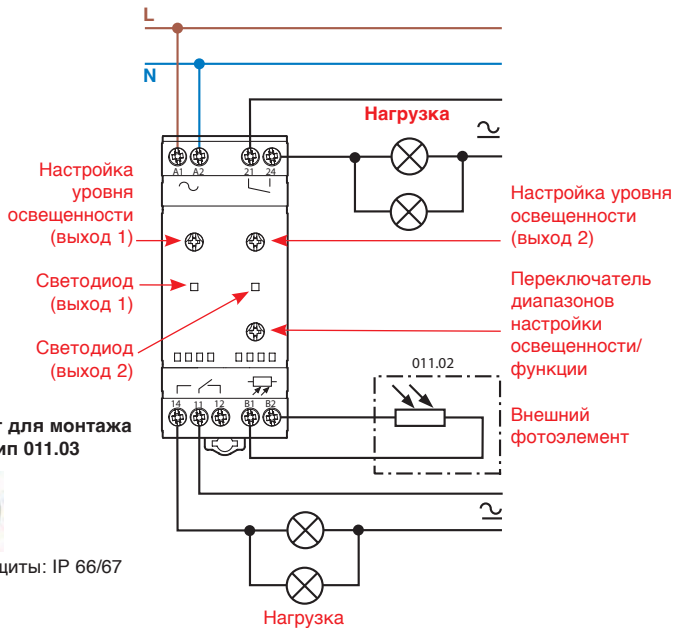 L
N
Нагрузка
A1 A2 21 24
Настройка
уровня
освещенности
(выход 1)
Настройка уровня
освещенности
(выход 2)
Светодиод
(выход 1)
Переключатель
диапазонов
настройки
освещенности/
функции
Светодиод
(выход 2)
011.02
14 11 12 B1 B2
Внешний
фотоэлемент
для монтажа
ип 011.03
щиты: IP 66/67
Нагрузка